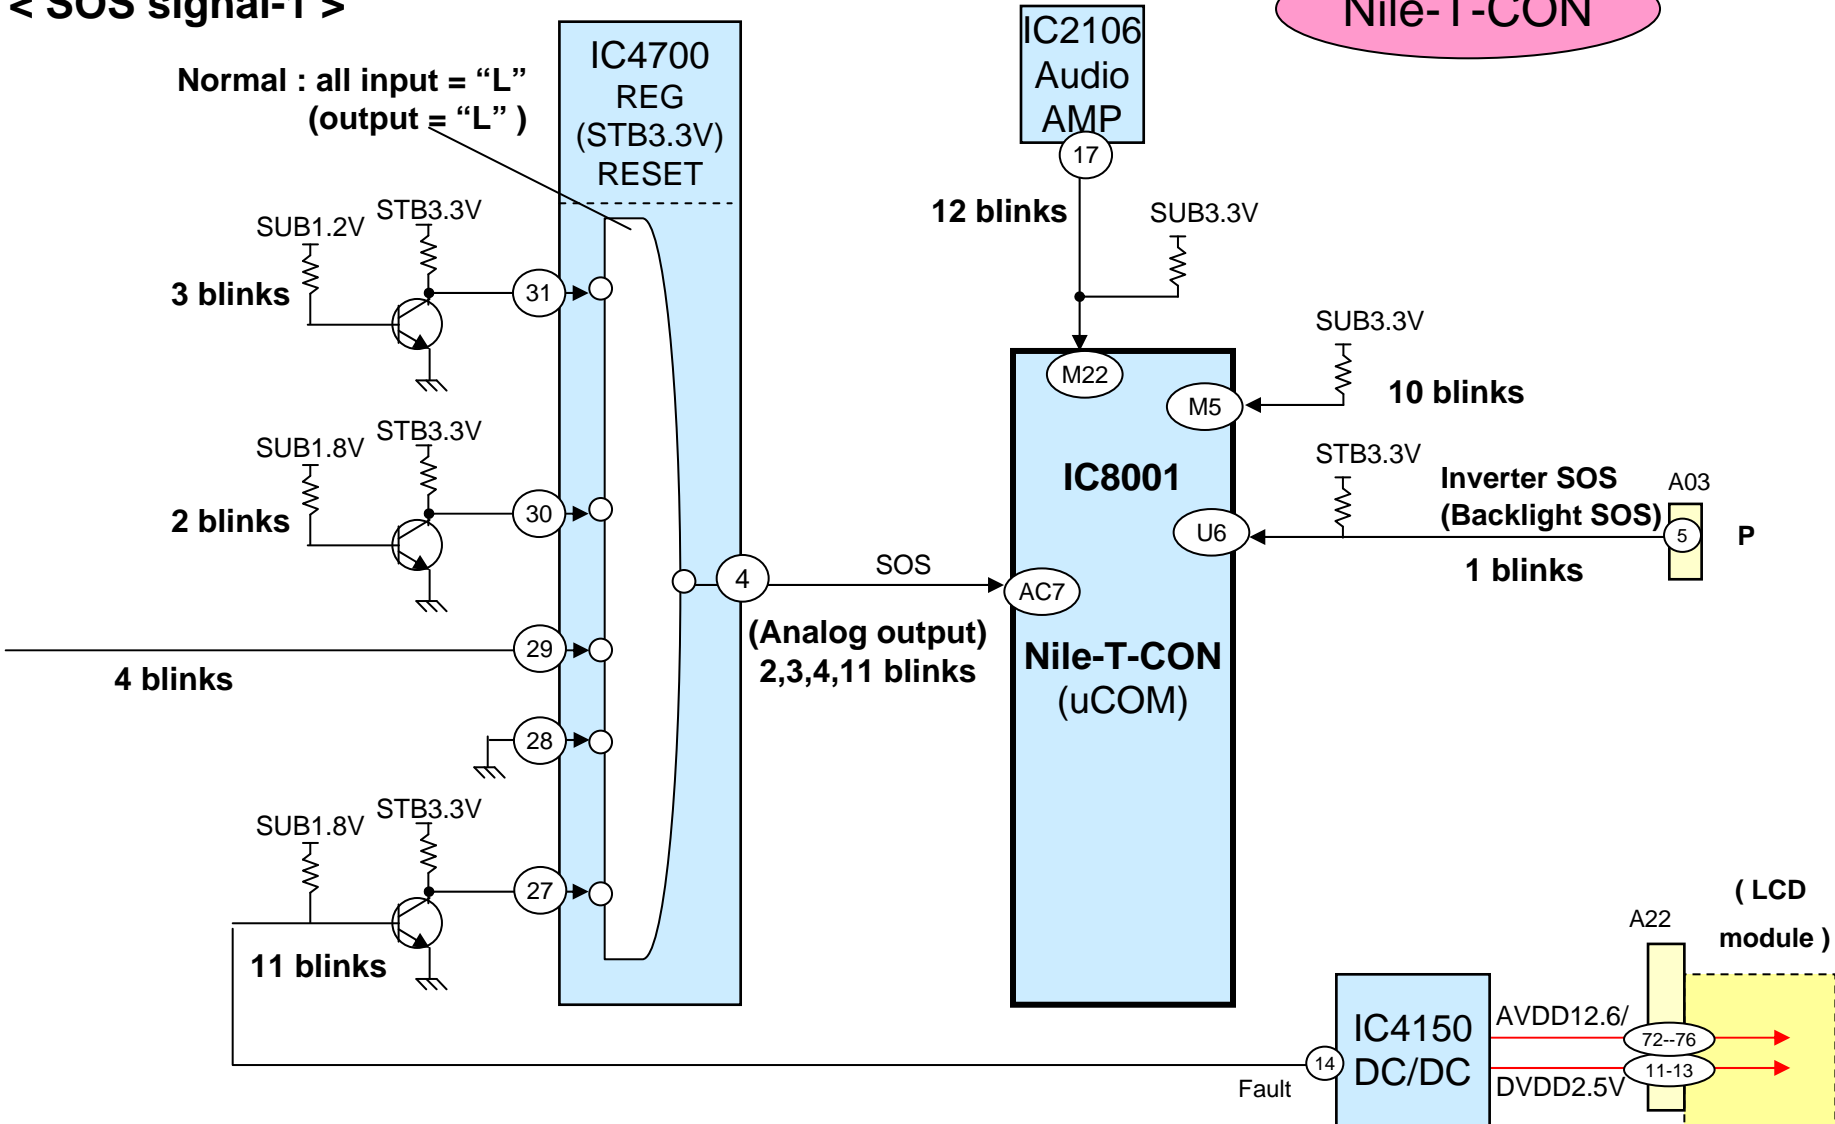 < SOS signal-1 >
Nile-T-CON
Normal : all input = “L”
(output = “L” )
IC4700
REG
(STB3.3V)
RESET
IC2106
Audio
AMP
17
12 blinks
SUB3.3V
SUB1.2V
STB3.3V
3 blinks
31
M22
SUB3.3V
M5
10 blinks
SUB1.8V
STB3.3V
2 blinks
30
IC8001
STB3.3V
Inverter SOS
(Backlight SOS)
A03
U6
5
P
1 blinks
4
SOS
AC7
(Analog output)
2,3,4,11 blinks
29
4 blinks
Nile-T-CON
(uCOM)
28
SUB1.8V
STB3.3V
27
11 blinks
( LCD
module )
A22
IC4150
DC/DC
AVDD12.6/
72--76
14
11-13
Fault
DVDD2.5V